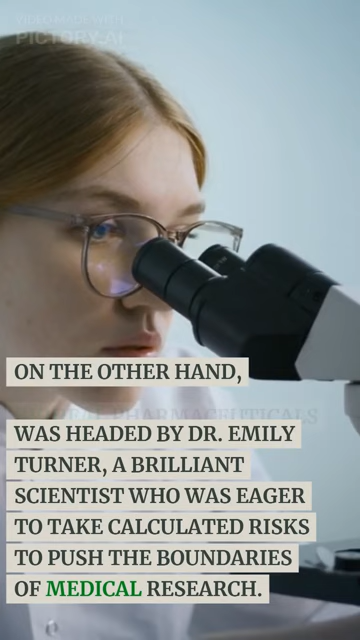 VIDEO MADE WITH
PICTORY.AI
ON THE OTHER HAND,
PHARMACEUTICALS
WAS HEADED BY DR. EMILY
TURNER, A BRILLIANT
SCIENTIST WHO WAS EAGER
TO TAKE CALCULATED RISKS
TO PUSH THE BOUNDARIES
OF MEDICAL RESEARCH.